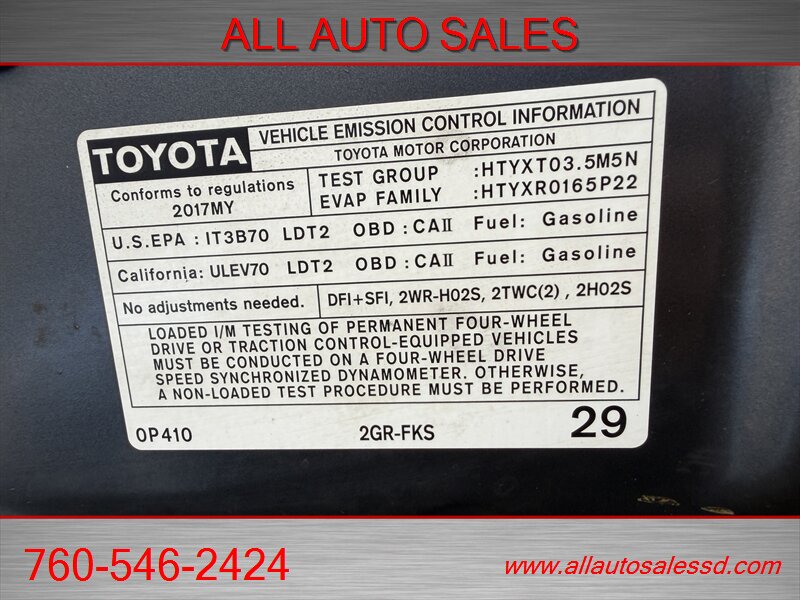 ALL AUTO SALES
TOYOTA
VEHICLE EMISSION CONTROL INFORMATION
TOYOTA MOTOR CORPORATION
Conforms to regulations
2017MY
TEST GROUP :HTYXT03.5M5N
EVAP FAMILY :HTYXR0165P22
U.S.EPA : IT3B70 LDT2 OBD : CAII Fuel: Gasoline
California: ULEV70 LDT2 OBD : CAII Fuel: Gasoline
No adjustments needed.
DFI+SFI, 2WR-HO2S, 2TWC(2) , 2HO2S
LOADED I/M TESTING OF PERMANENT FOUR-WHEEL
DRIVE OR TRACTION CONTROL-EQUIPPED VEHICLES
MUST BE CONDUCTED ON A FOUR-WHEEL DRIVE
SPEED SYNCHRONIZED DYNAMOMETER. OTHERWISE,
A NON-LOADED TEST PROCEDURE MUST BE PERFORMED.
0P410 2GR-FKS 29
760-546-2424
www.allautosalessd.com